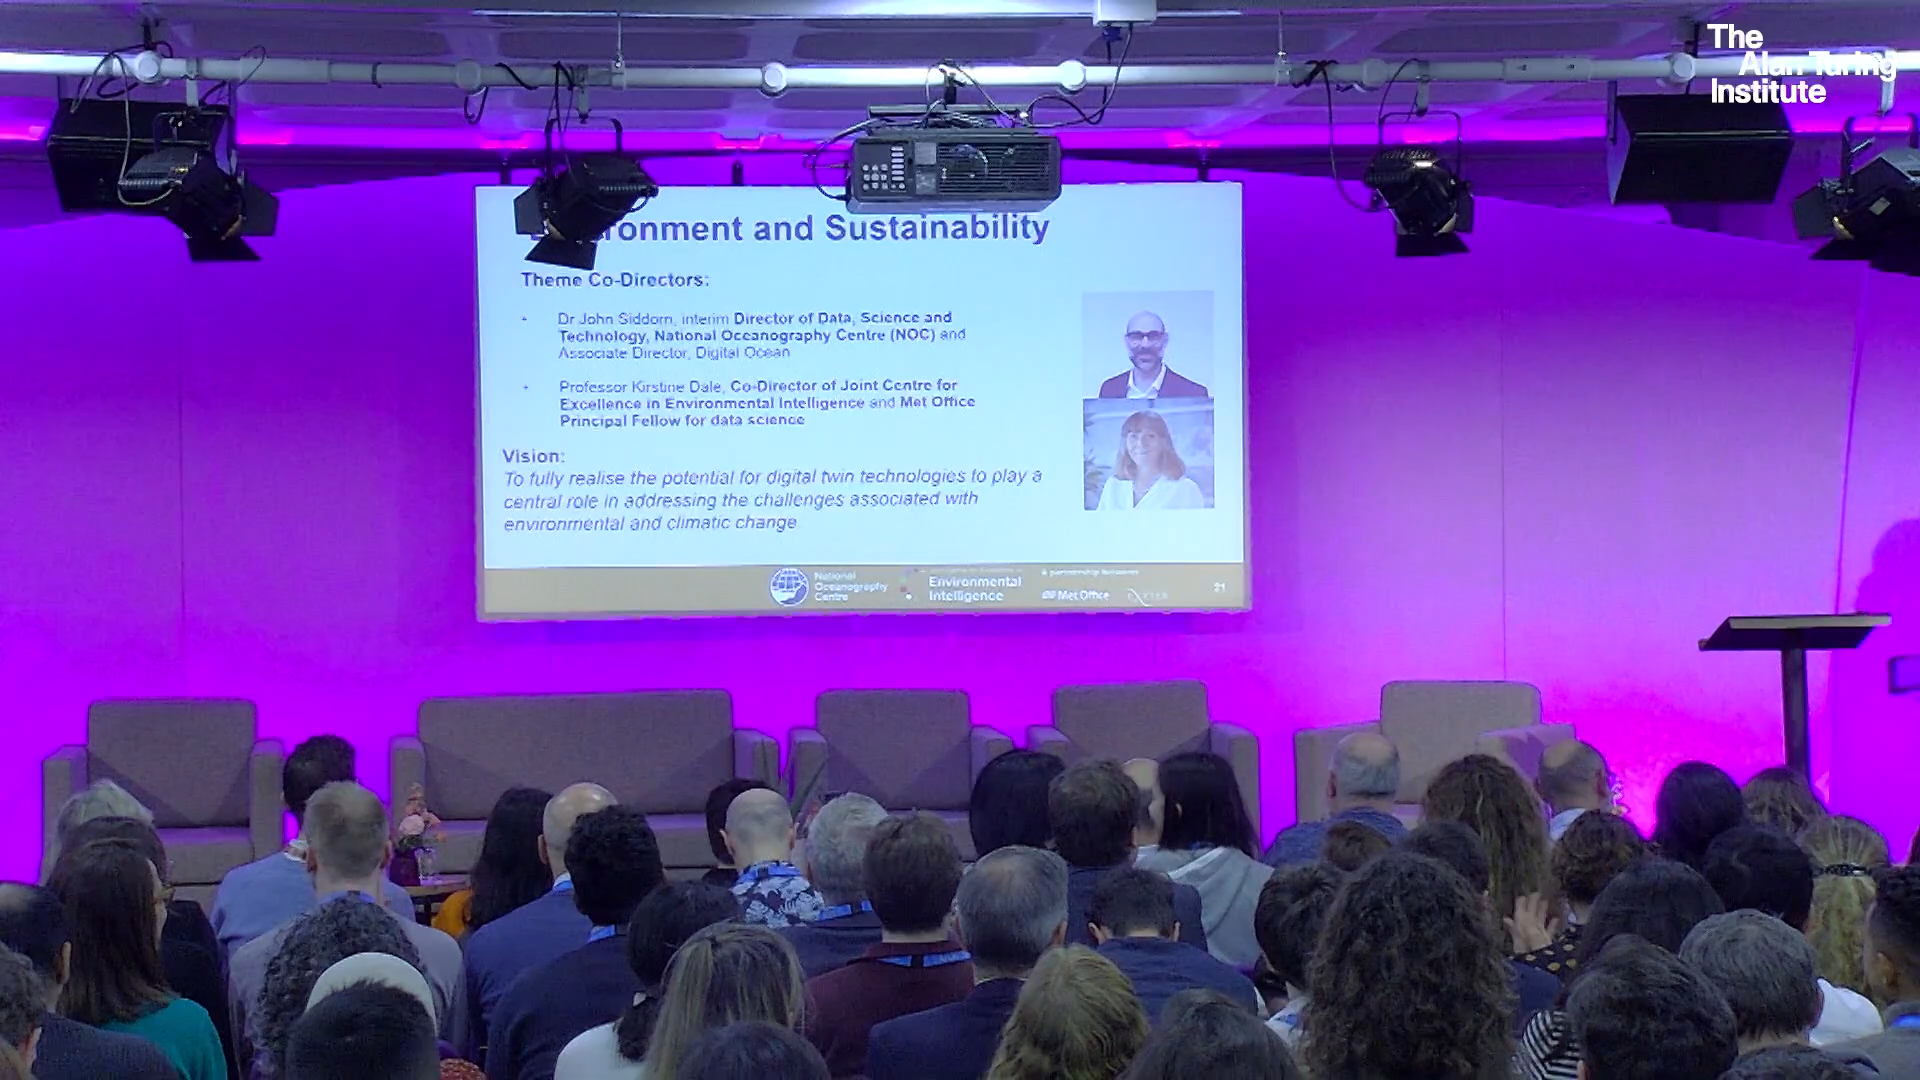 The
Alan Turing
Institute
Environment and Sustainability
Theme Co-Directors:
Dr John Siddorn, interim Director of Data, Science and
Technology, National Oceanography Centre (NOC) and
Associate Director, Digital Ocean
Professor Kirstine Dale, Co-Director of Joint Centre for
Excellence in Environmental Intelligence and Met Office
Principal Fellow for data science
Vision:
To fully realise the potential for digital twin technologies to play a
central role in addressing the challenges associated with
environmental and climatic change.
National
Oceanography
Centre
Environmental
Intelligence
A partnership between
Met Office
EXETER
21